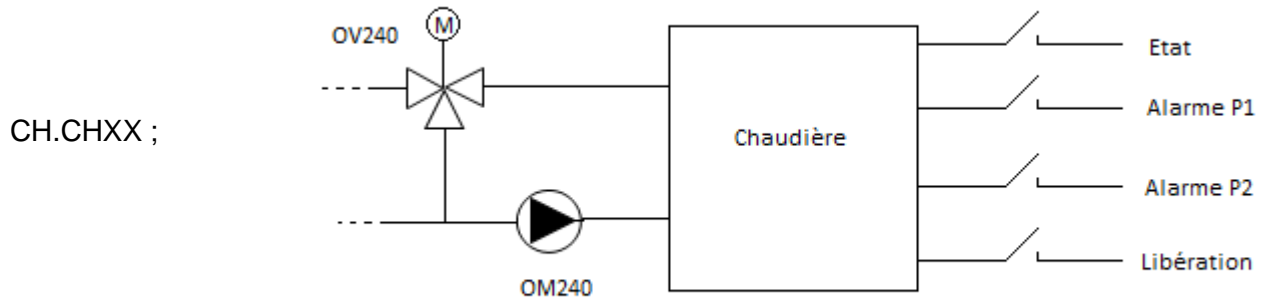 OV240
M
Etat
Alarme P1
CH.CHXX ;
Chaudière
Alarme P2
Libération
OM240